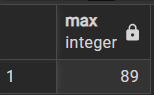 max
integer
1 89